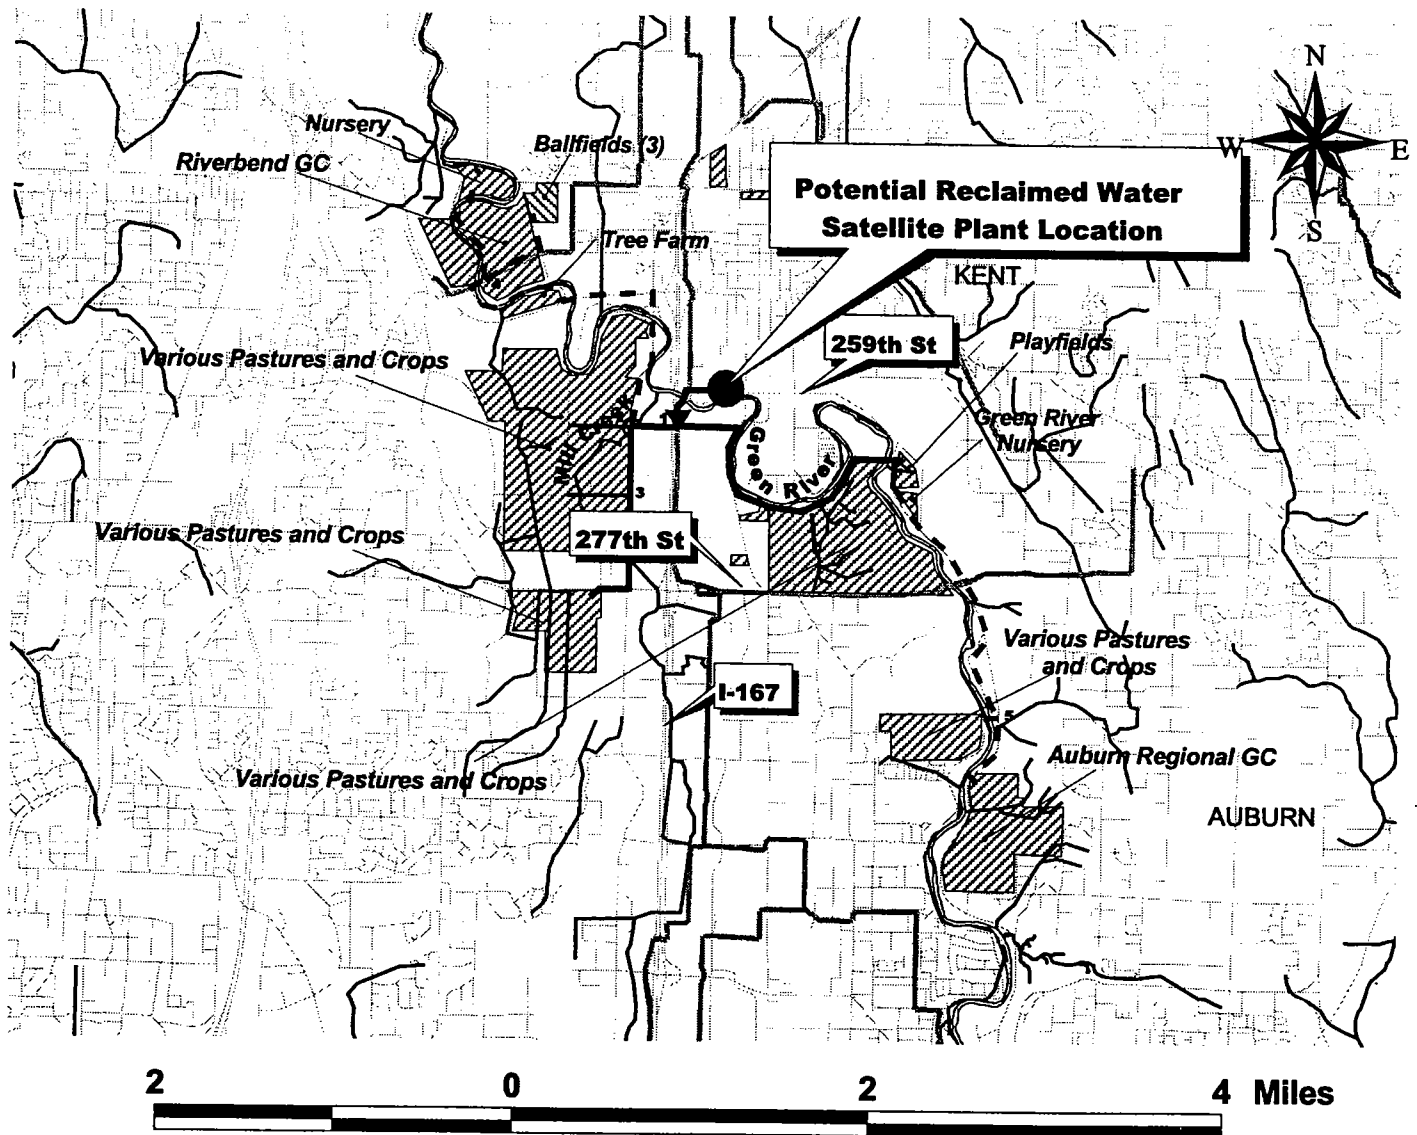 N
W
E
S
Nursery
Ballfields (3)
Riverbend GC
Potential Reclaimed Water
Satellite Plant Location
Tree Farm
KENT
259th St
Playfields
Various Pastures and Crops
Green River
Nursery
Mill Creek
1
Green River
3
Various Pastures and Crops
277th St
Various Pastures
and Crops
I-167
5
Auburn Regional GC
Various Pastures and Crops
AUBURN
2 0 2 4 Miles